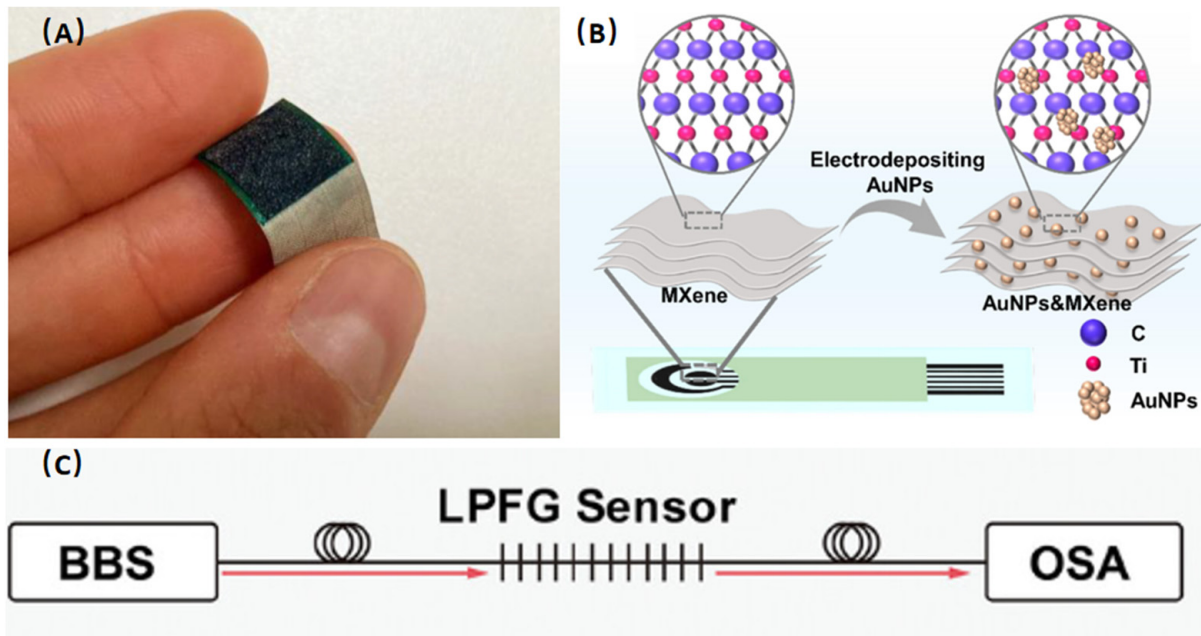 (A)
(B)
Electrodepositing
AuNPs
MXene
AuNPs&MXene
C
Ti
AuNPs
(C)
LPFG Sensor
BBS
OSA